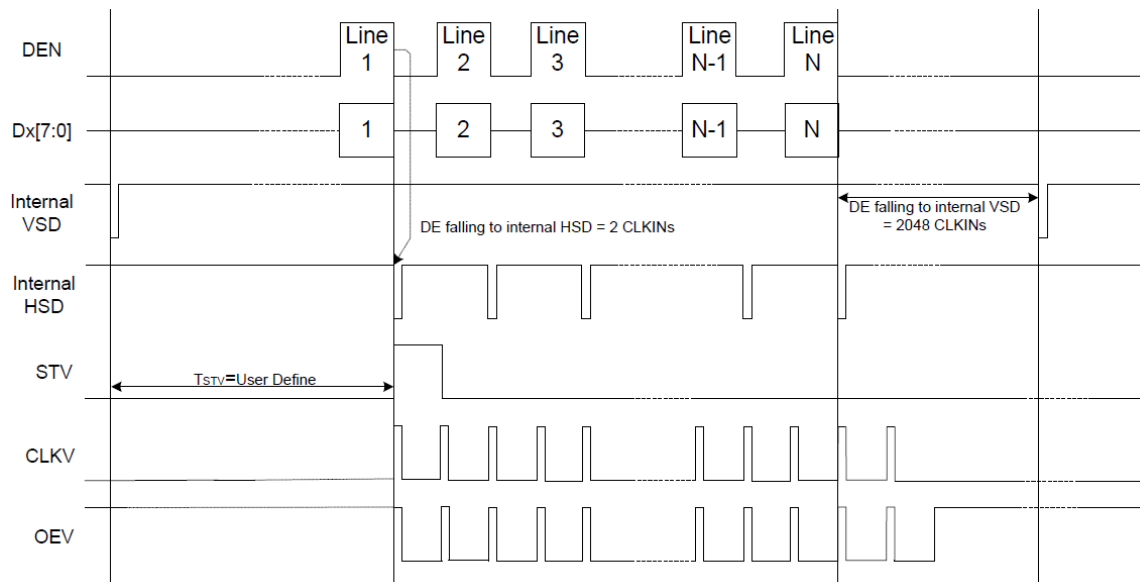 DEN
Line
1
Line
2
Line
3
Line
N-1
Line
N
Dx[7:0]
1
2
3
N-1
N
Internal
VSD
DE falling to internal HSD = 2 CLKINs
DE falling to internal VSD
= 2048 CLKINs
Internal
HSD
STV
TSTV=User Define
CLKV
OEV